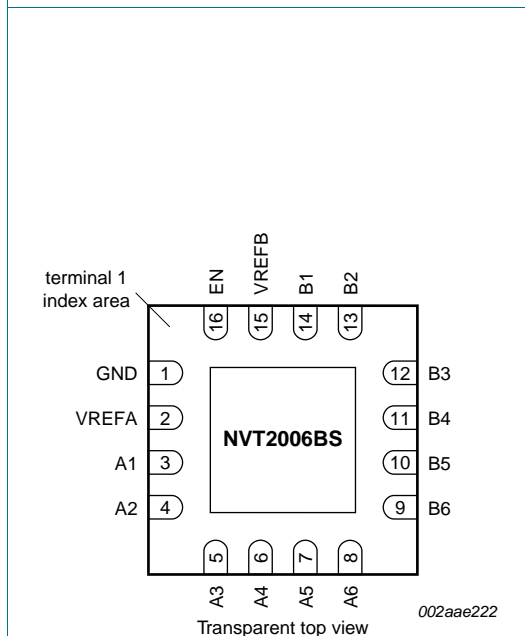 terminal 1
index area
EN
VREFB
B1
B2
16
15
14
13
GND 1
VREFA 2
A1 3
A2 4
NVT2006BS
12 B3
11 B4
10 B5
9 B6
5
6
7
8
A3
A4
A5
A6
002aae222
Transparent top view